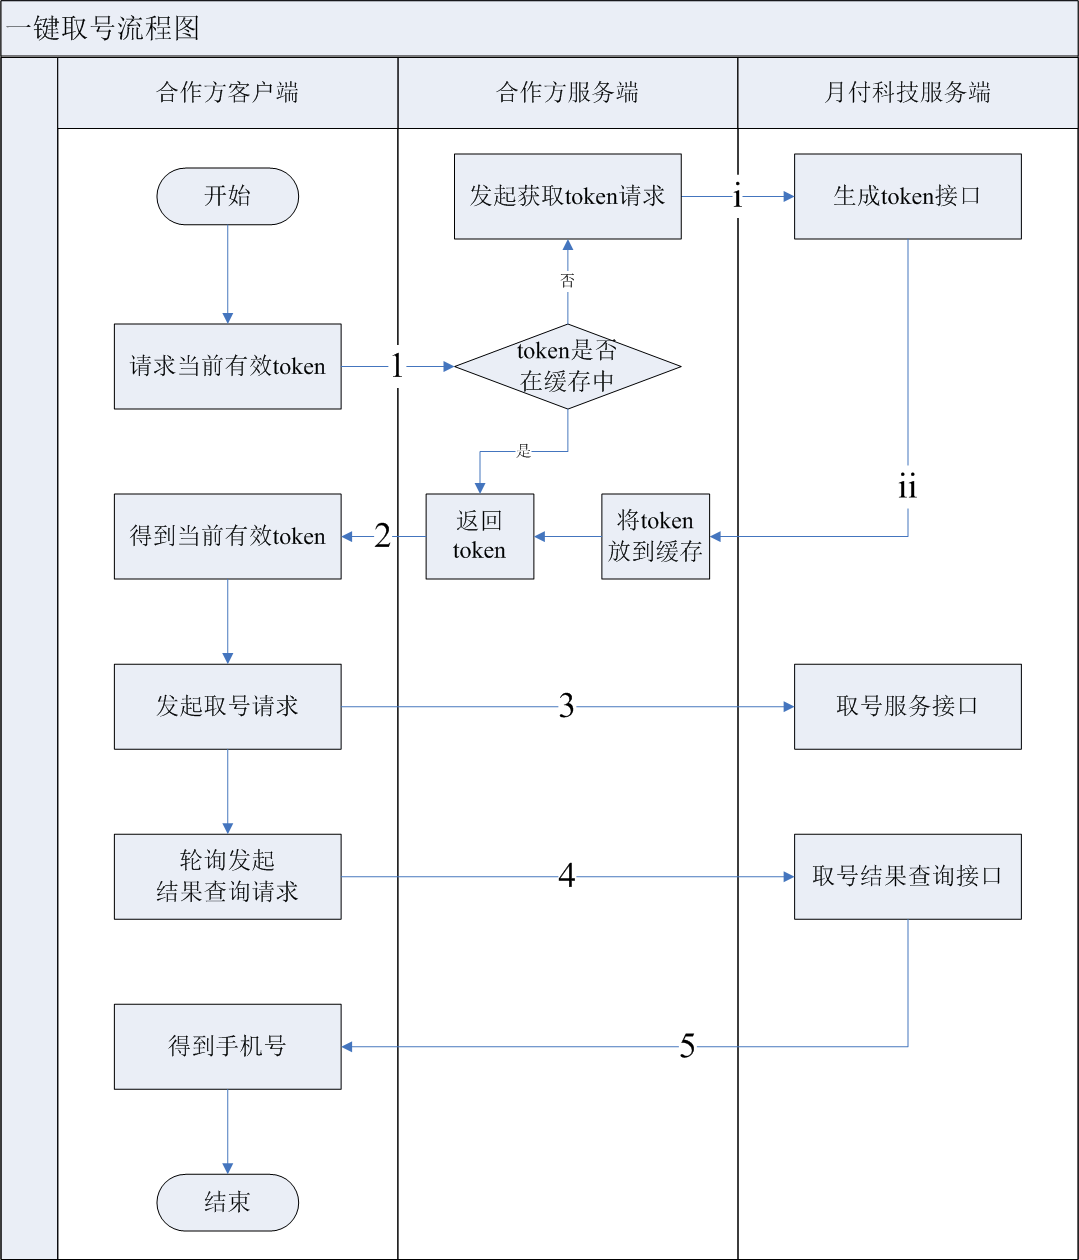 一键取号流程图
合作方客户端
合作方服务端
月付科技服务端
开始
发起获取token请求
i
生成token接口
否
请求当前有效token
1
token是否
在缓存中
是
ii
得到当前有效token
2
返回
token
将token
放到缓存
发起取号请求
3
取号服务接口
轮询发起
结果查询请求
4
取号结果查询接口
得到手机号
5
结束